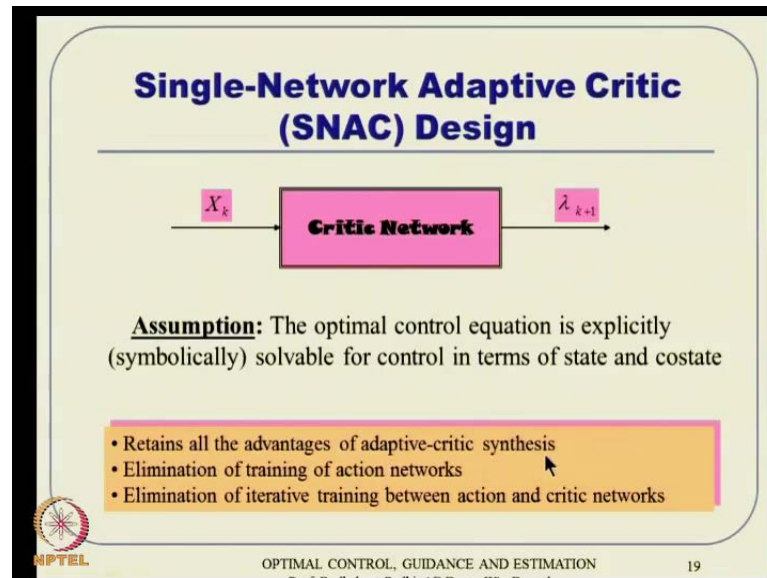 Single-Network Adaptive Critic
(SNAC) Design
X_k
Critic Network
λ_{k+1}
Assumption: The optimal control equation is explicitly
(symbolically) solvable for control in terms of state and costate
• Retains all the advantages of adaptive-critic synthesis
• Elimination of training of action networks
• Elimination of iterative training between action and critic networks
NPTEL
OPTIMAL CONTROL, GUIDANCE AND ESTIMATION
19